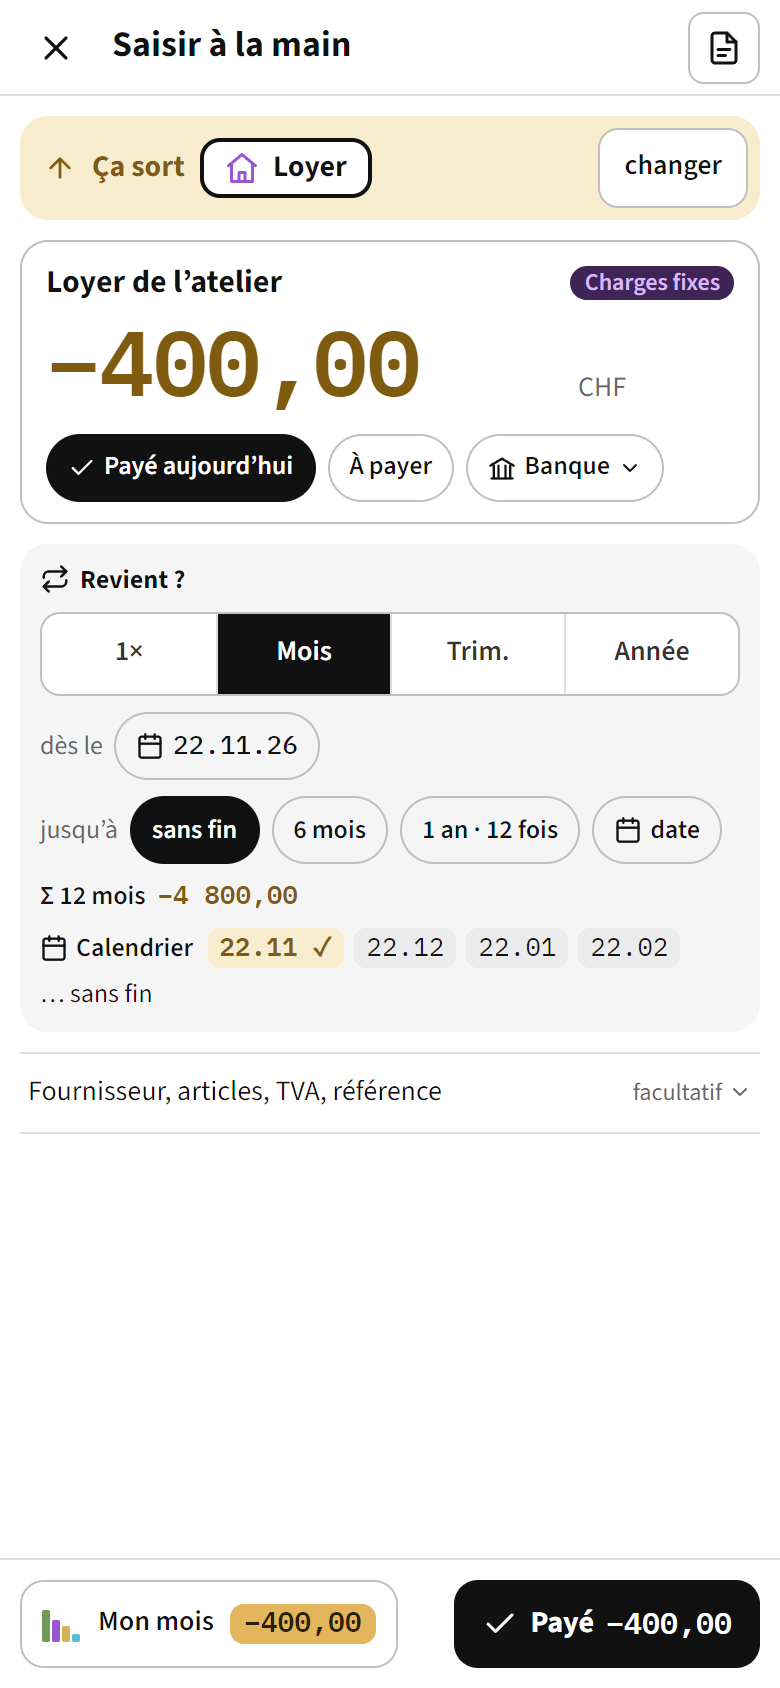 Saisir à la main
Ça sort Loyer changer
Loyer de l’atelier Charges fixes
−400,00 CHF
Payé aujourd’hui À payer Banque
Revient ?
1× Mois Trim. Année
dès le 22.11.26
jusqu’à sans fin 6 mois 1 an · 12 fois date
Σ 12 mois −4 800,00
Calendrier 22.11 ✓ 22.12 22.01 22.02
… sans fin
Fournisseur, articles, TVA, référence facultatif
Mon mois −400,00 Payé −400,00